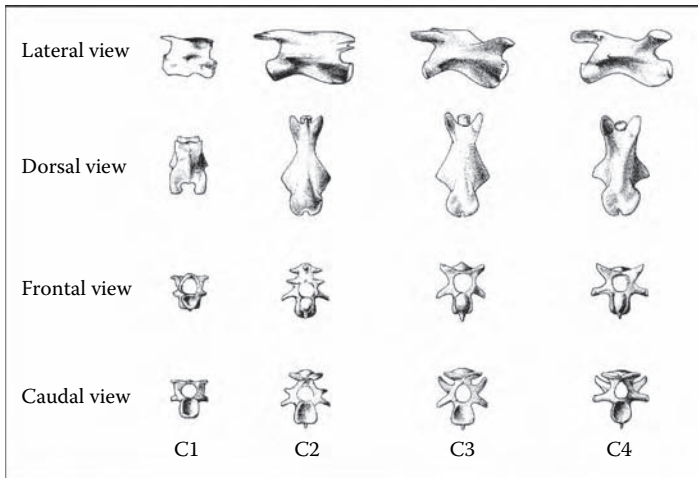 Lateral view
Dorsal view
Frontal view
Caudal view
C1 C2 C3 C4